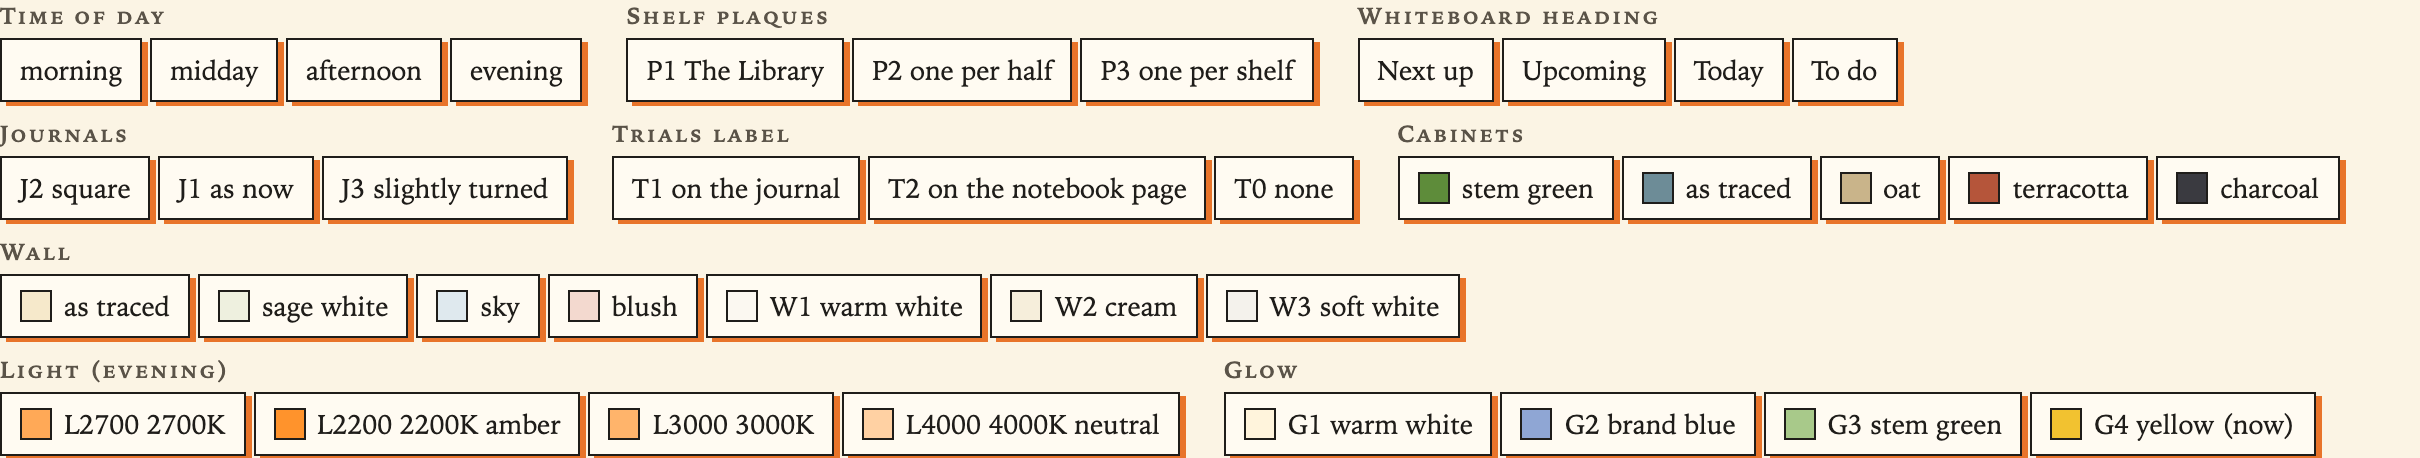 Time of day Shelf plaques Whiteboard heading
morning midday afternoon evening P1 The Library P2 one per half P3 one per shelf Next up Upcoming Today To do
Journals Trials label Cabinets
J2 square J1 as now J3 slightly turned T1 on the journal T2 on the notebook page T0 none stem green as traced oat terracotta charcoal
Wall
as traced sage white sky blush W1 warm white W2 cream W3 soft white
Light (evening) Glow
L2700 2700K L2200 2200K amber L3000 3000K L4000 4000K neutral G1 warm white G2 brand blue G3 stem green G4 yellow (now)